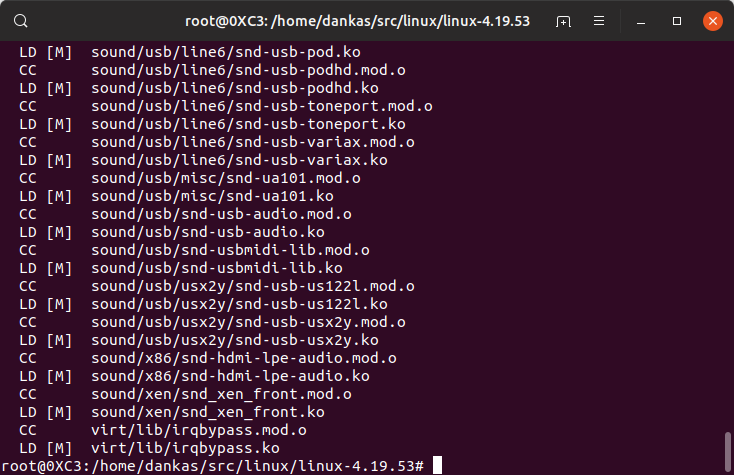 root@0XC3: /home/dankas/src/linux/linux-4.19.53
LD [M] sound/usb/line6/snd-usb-pod.ko
CC sound/usb/line6/snd-usb-podhd.mod.o
LD [M] sound/usb/line6/snd-usb-podhd.ko
CC sound/usb/line6/snd-usb-toneport.mod.o
LD [M] sound/usb/line6/snd-usb-toneport.ko
CC sound/usb/line6/snd-usb-variax.mod.o
LD [M] sound/usb/line6/snd-usb-variax.ko
CC sound/usb/misc/snd-ua101.mod.o
LD [M] sound/usb/misc/snd-ua101.ko
CC sound/usb/snd-usb-audio.mod.o
LD [M] sound/usb/snd-usb-audio.ko
CC sound/usb/snd-usbmidi-lib.mod.o
LD [M] sound/usb/snd-usbmidi-lib.ko
CC sound/usb/usx2y/snd-usb-us122l.mod.o
LD [M] sound/usb/usx2y/snd-usb-us122l.ko
CC sound/usb/usx2y/snd-usb-usx2y.mod.o
LD [M] sound/usb/usx2y/snd-usb-usx2y.ko
CC sound/x86/snd-hdmi-lpe-audio.mod.o
LD [M] sound/x86/snd-hdmi-lpe-audio.ko
CC sound/xen/snd_xen_front.mod.o
LD [M] sound/xen/snd_xen_front.ko
CC virt/lib/irqbypass.mod.o
LD [M] virt/lib/irqbypass.ko
root@0XC3:/home/dankas/src/linux/linux-4.19.53#